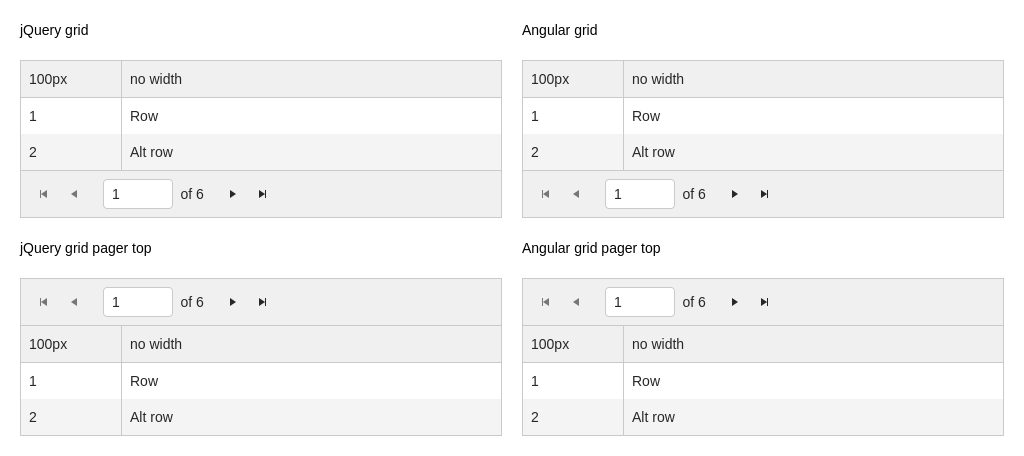 jQuery grid
100px no width
1 Row
2 Alt row
1 of 6
Angular grid
100px no width
1 Row
2 Alt row
1 of 6
jQuery grid pager top
1 of 6
100px no width
1 Row
2 Alt row
Angular grid pager top
1 of 6
100px no width
1 Row
2 Alt row